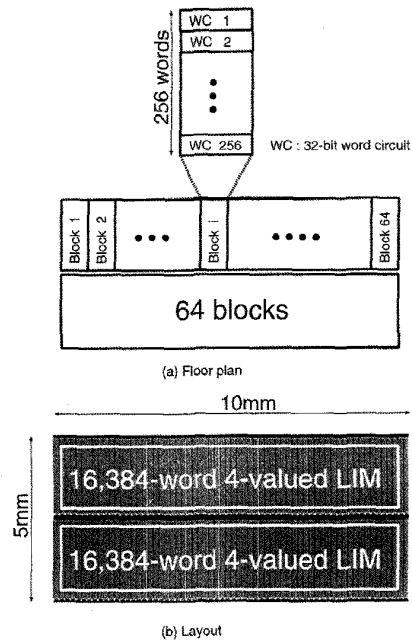 WC 1
WC 2
256 words
WC 256
WC : 32-bit word circuit
Block 1
Block 2
Block i
Block 64
64 blocks
(a) Floor plan
10mm
5mm
16,384-word 4-valued LIM
16,384-word 4-valued LIM
(b) Layout